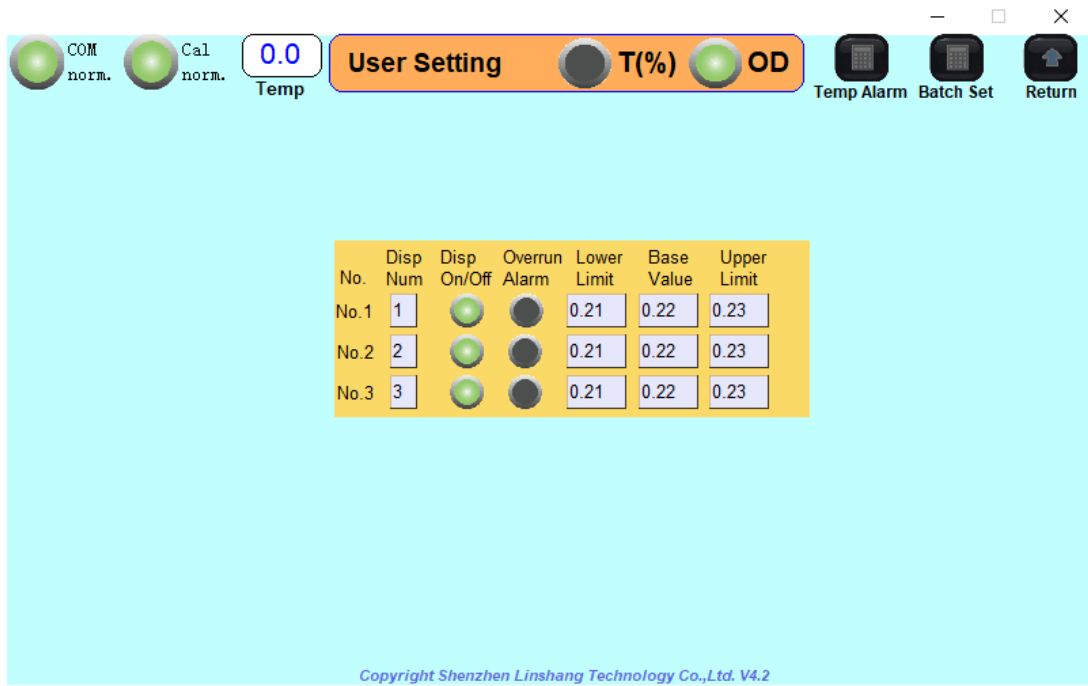 COM norm.
Cal norm.
0.0
Temp
User Setting T(%) OD
Temp Alarm Batch Set Return
No. Disp Num Disp On/Off Overrun Alarm Lower Limit Base Value Upper Limit
No.1 1 0.21 0.22 0.23
No.2 2 0.21 0.22 0.23
No.3 3 0.21 0.22 0.23
Copyright Shenzhen Linshang Technology Co.,Ltd. V4.2